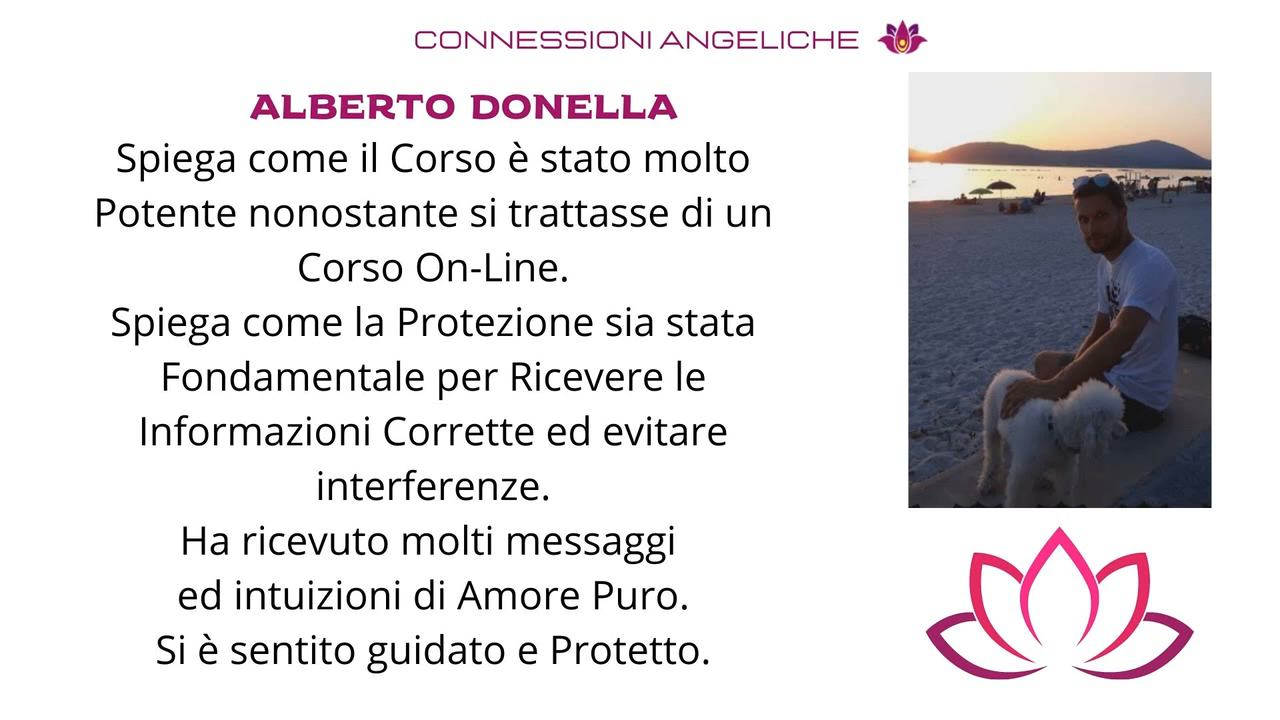 CONNESSIONI ANGELICHE
ALBERTO DONELLA
Spiega come il Corso è stato molto
Potente nonostante si trattasse di un
Corso On-Line.
Spiega come la Protezione sia stata
Fondamentale per Ricevere le
Informazioni Corrette ed evitare
interferenze.
Ha ricevuto molti messaggi
ed intuizioni di Amore Puro.
Si è sentito guidato e Protetto.